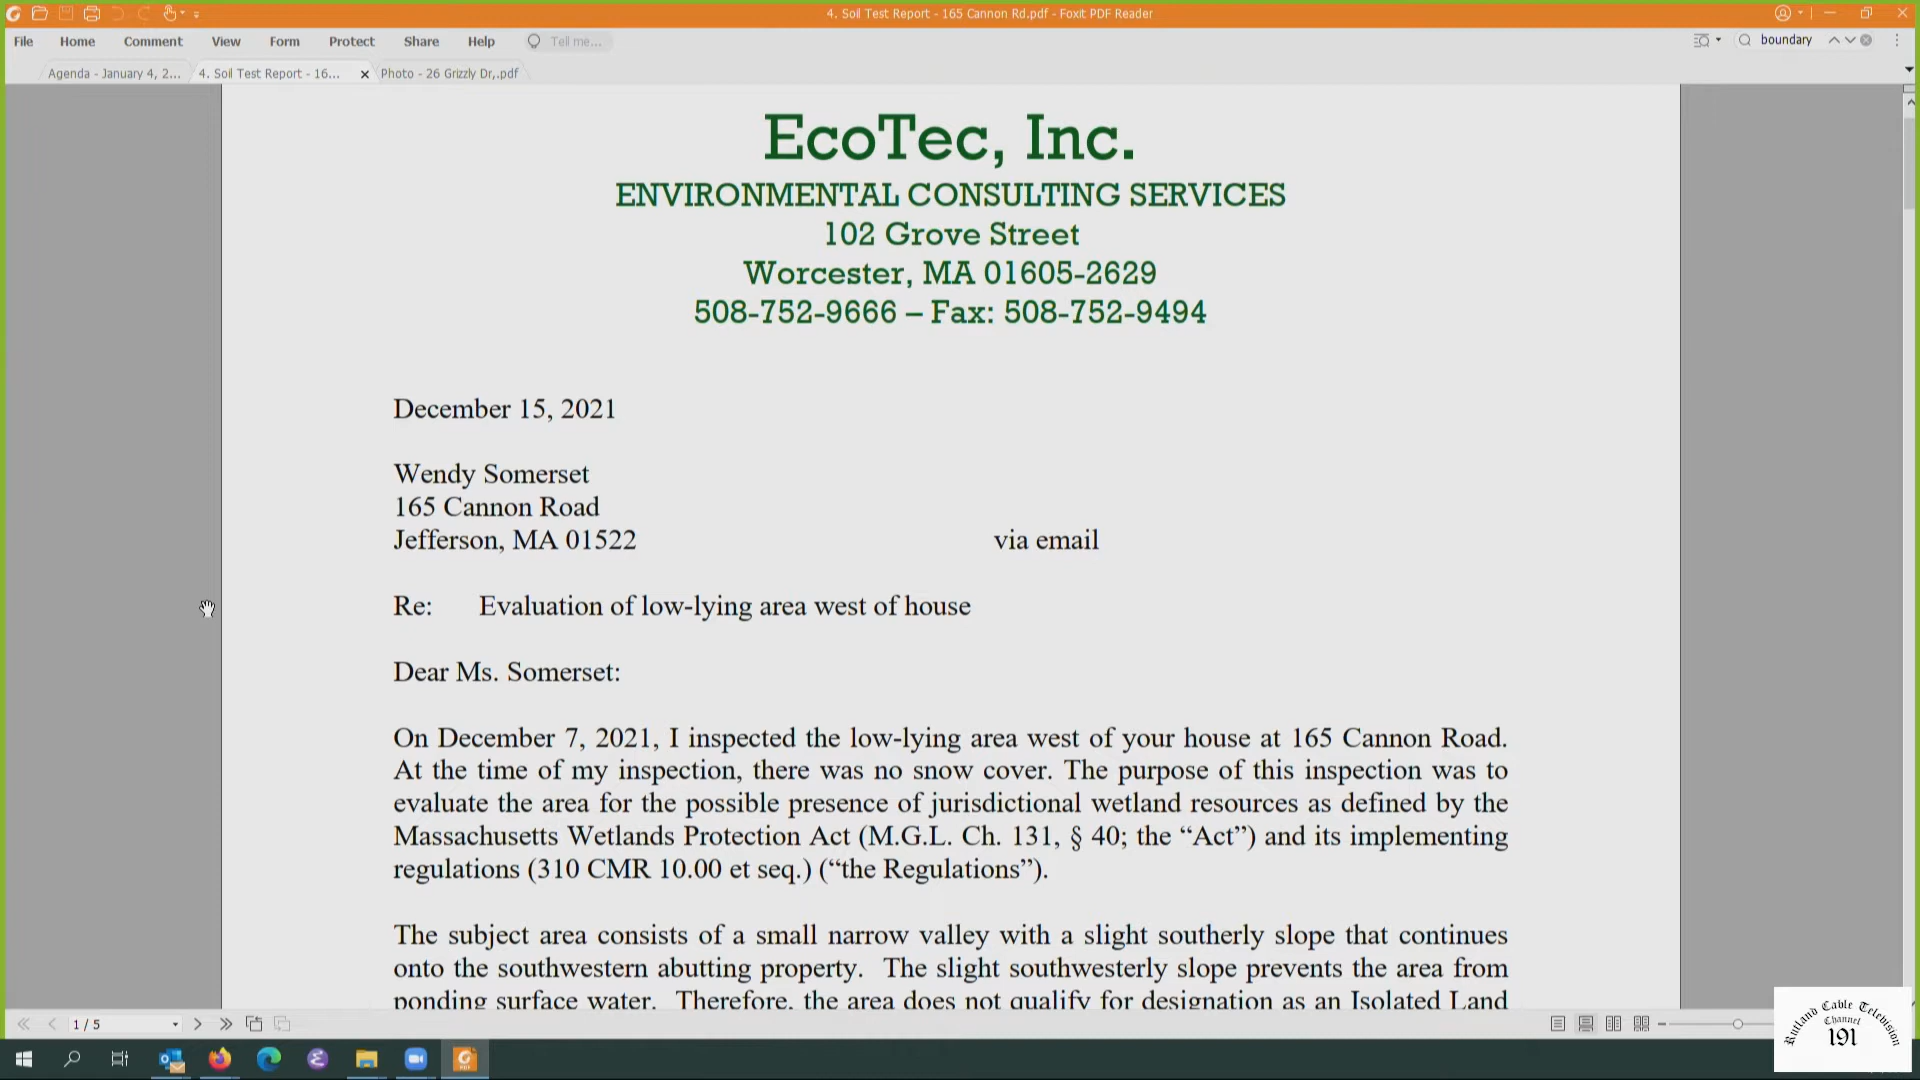 4. Soil Test Report - 165 Cannon Rd.pdf - Foxit PDF Reader
File Home Comment View Form Protect Share Help Tell me... boundary
Agenda - January 4, 2... 4. Soil Test Report - 16... Photo - 26 Grizzly Dr,.pdf
EcoTec, Inc.
ENVIRONMENTAL CONSULTING SERVICES
102 Grove Street
Worcester, MA 01605-2629
508-752-9666 – Fax: 508-752-9494
December 15, 2021
Wendy Somerset
165 Cannon Road
Jefferson, MA 01522 via email
Re: Evaluation of low-lying area west of house
Dear Ms. Somerset:
On December 7, 2021, I inspected the low-lying area west of your house at 165 Cannon Road.
At the time of my inspection, there was no snow cover. The purpose of this inspection was to
evaluate the area for the possible presence of jurisdictional wetland resources as defined by the
Massachusetts Wetlands Protection Act (M.G.L. Ch. 131, § 40; the “Act”) and its implementing
regulations (310 CMR 10.00 et seq.) (“the Regulations”).
The subject area consists of a small narrow valley with a slight southerly slope that continues
onto the southwestern abutting property. The slight southwesterly slope prevents the area from
ponding surface water. Therefore, the area does not qualify for designation as an Isolated Land
1 / 5
Rutland Cable Television
Channel
191